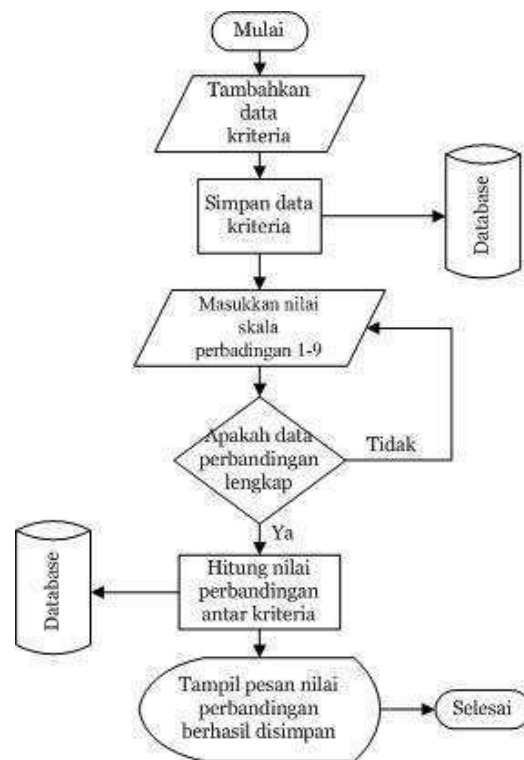 Mulai
Tambahkan
data
kriteria
Simpan data
kriteria
Database
Masukkan nilai
skala
perbadingan 1-9
Apakah data
perbandingan
lengkap
Tidak
Ya
Hitung nilai
perbandingan
antar kriteria
Database
Tampil pesan nilai
perbandingan
berhasil disimpan
Selesai